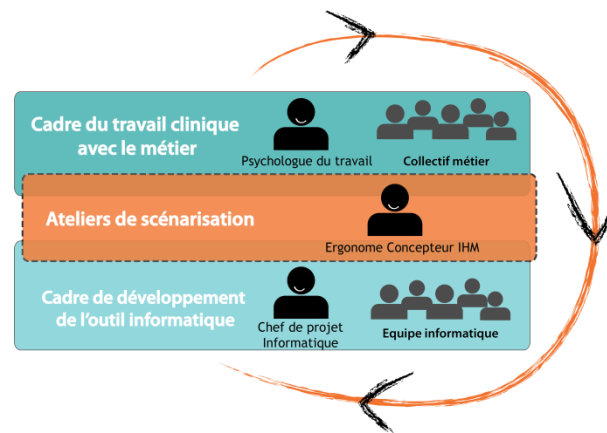 Cadre du travail clinique
avec le métier
Psychologue du travail
Collectif métier
Ateliers de scénarisation
Ergonome Concepteur IHM
Cadre de développement
de l'outil informatique
Chef de projet
Informatique
Equipe informatique